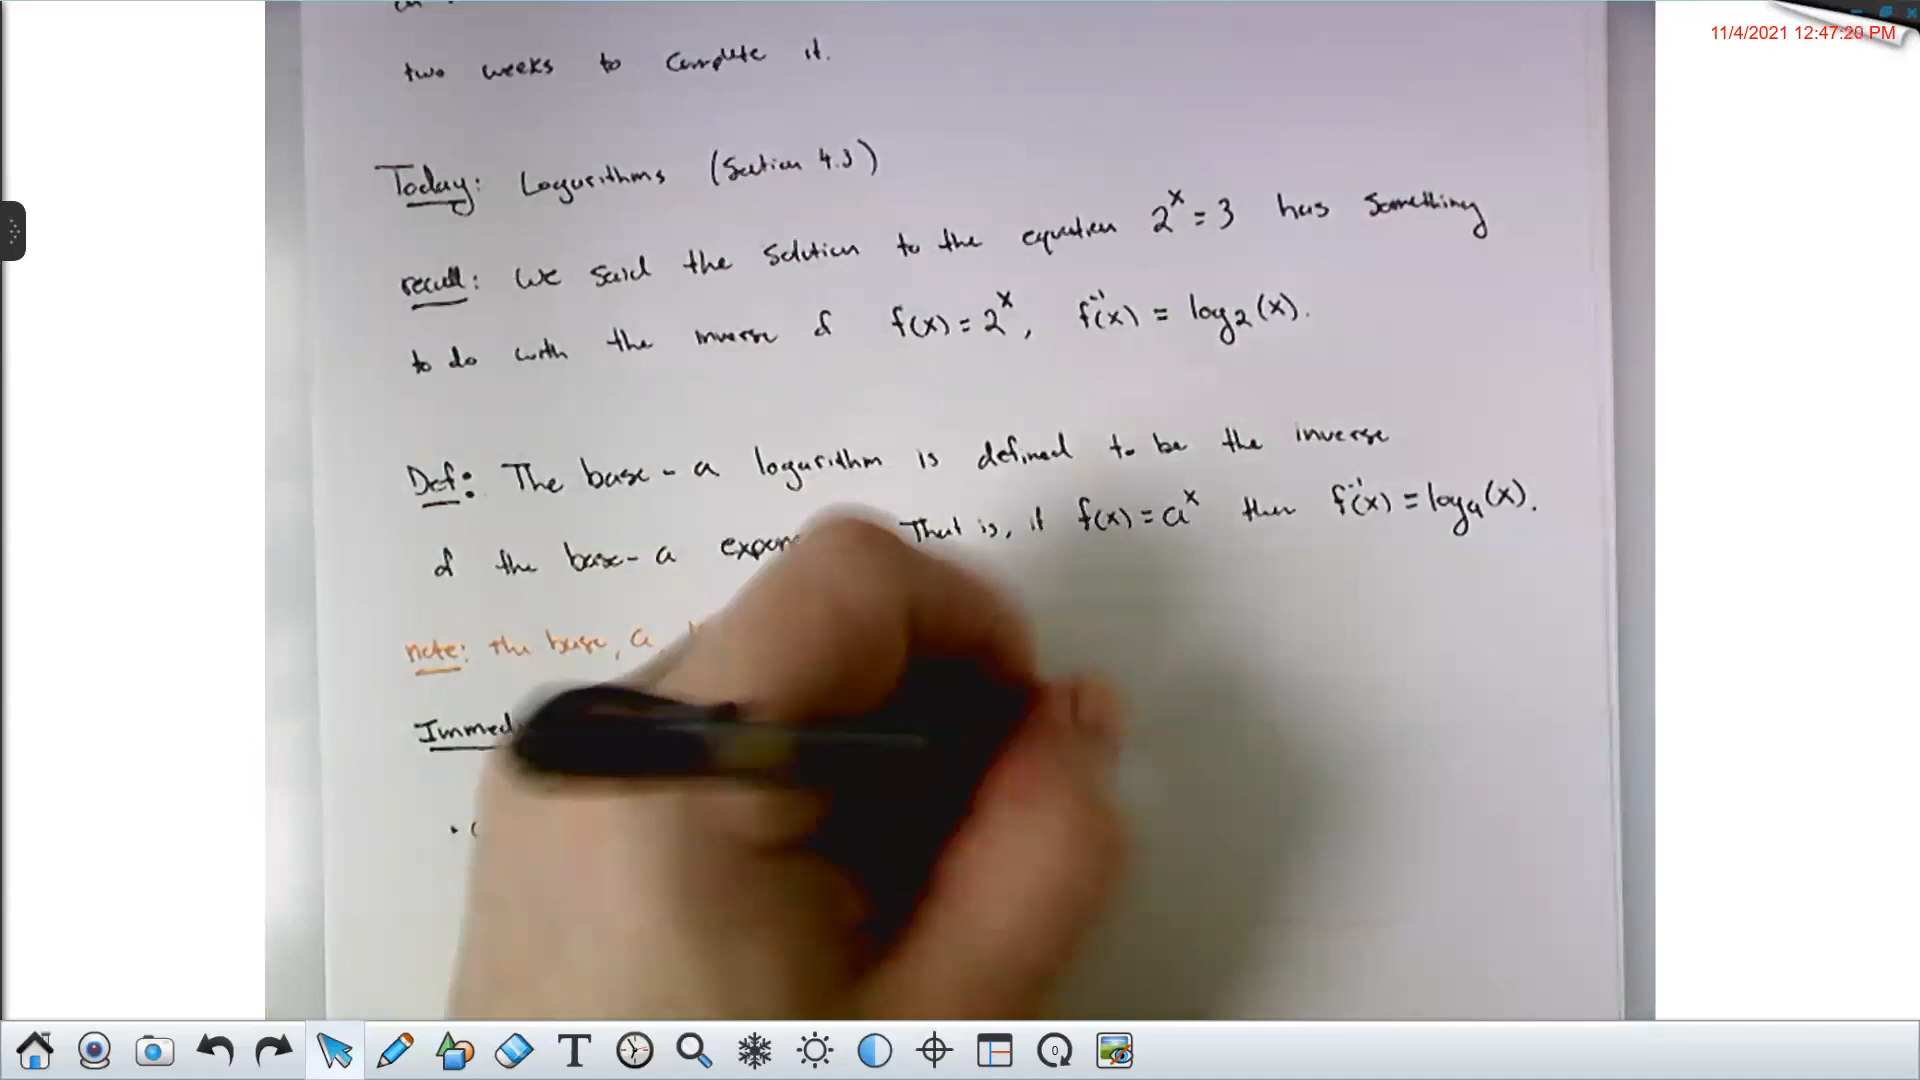 11/4/2021 12:47:20 PM
two weeks to complete it.
Today: Logarithms (Section 4.3)
recall: We said the solution to the equation 2^x = 3 has something
to do with the inverse of f(x) = 2^x, f^-1(x) = log_2(x).
Def: The base-a logarithm is defined to be the inverse
of the base-a That is, if f(x) = a^x then f^-1(x) = log_a(x).
note: the base, a,
T
0